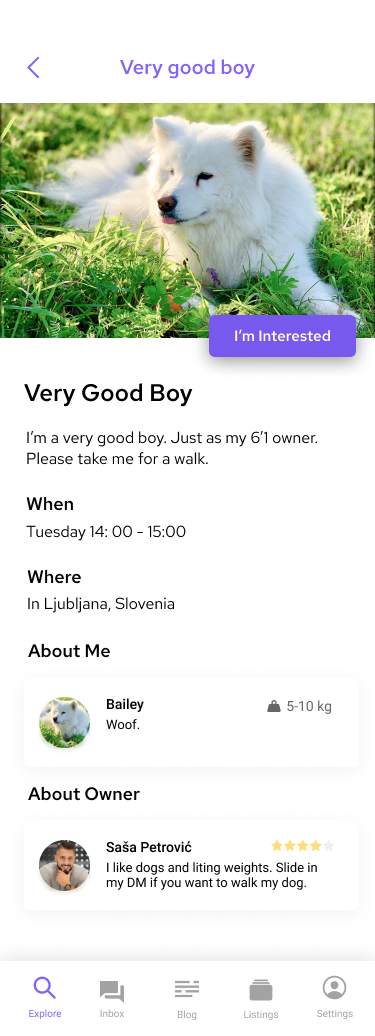 Very good boy
I'm Interested
Very Good Boy
I'm a very good boy. Just as my 6'1 owner.
Please take me for a walk.
When
Tuesday 14: 00 - 15:00
Where
In Ljubljana, Slovenia
About Me
Bailey
5-10 kg
Woof.
About Owner
Saša Petrović
I like dogs and liting weights. Slide in
my DM if you want to walk my dog.
Explore
Inbox
Blog
Listings
Settings